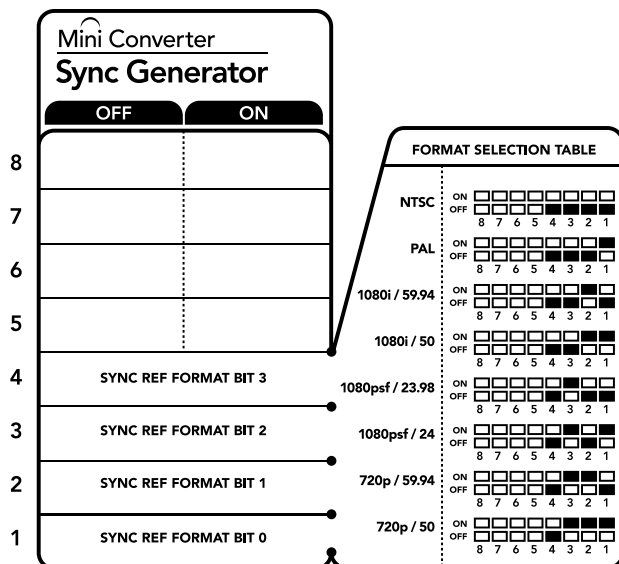 Mini Converter
Sync Generator
OFF ON
8
7
6
5
4 SYNC REF FORMAT BIT 3
3 SYNC REF FORMAT BIT 2
2 SYNC REF FORMAT BIT 1
1 SYNC REF FORMAT BIT 0
FORMAT SELECTION TABLE
NTSC ON
OFF
8 7 6 5 4 3 2 1
PAL ON
OFF
8 7 6 5 4 3 2 1
1080i / 59.94 ON
OFF
8 7 6 5 4 3 2 1
1080i / 50 ON
OFF
8 7 6 5 4 3 2 1
1080psf / 23.98 ON
OFF
8 7 6 5 4 3 2 1
1080psf / 24 ON
OFF
8 7 6 5 4 3 2 1
720p / 59.94 ON
OFF
8 7 6 5 4 3 2 1
720p / 50 ON
OFF
8 7 6 5 4 3 2 1